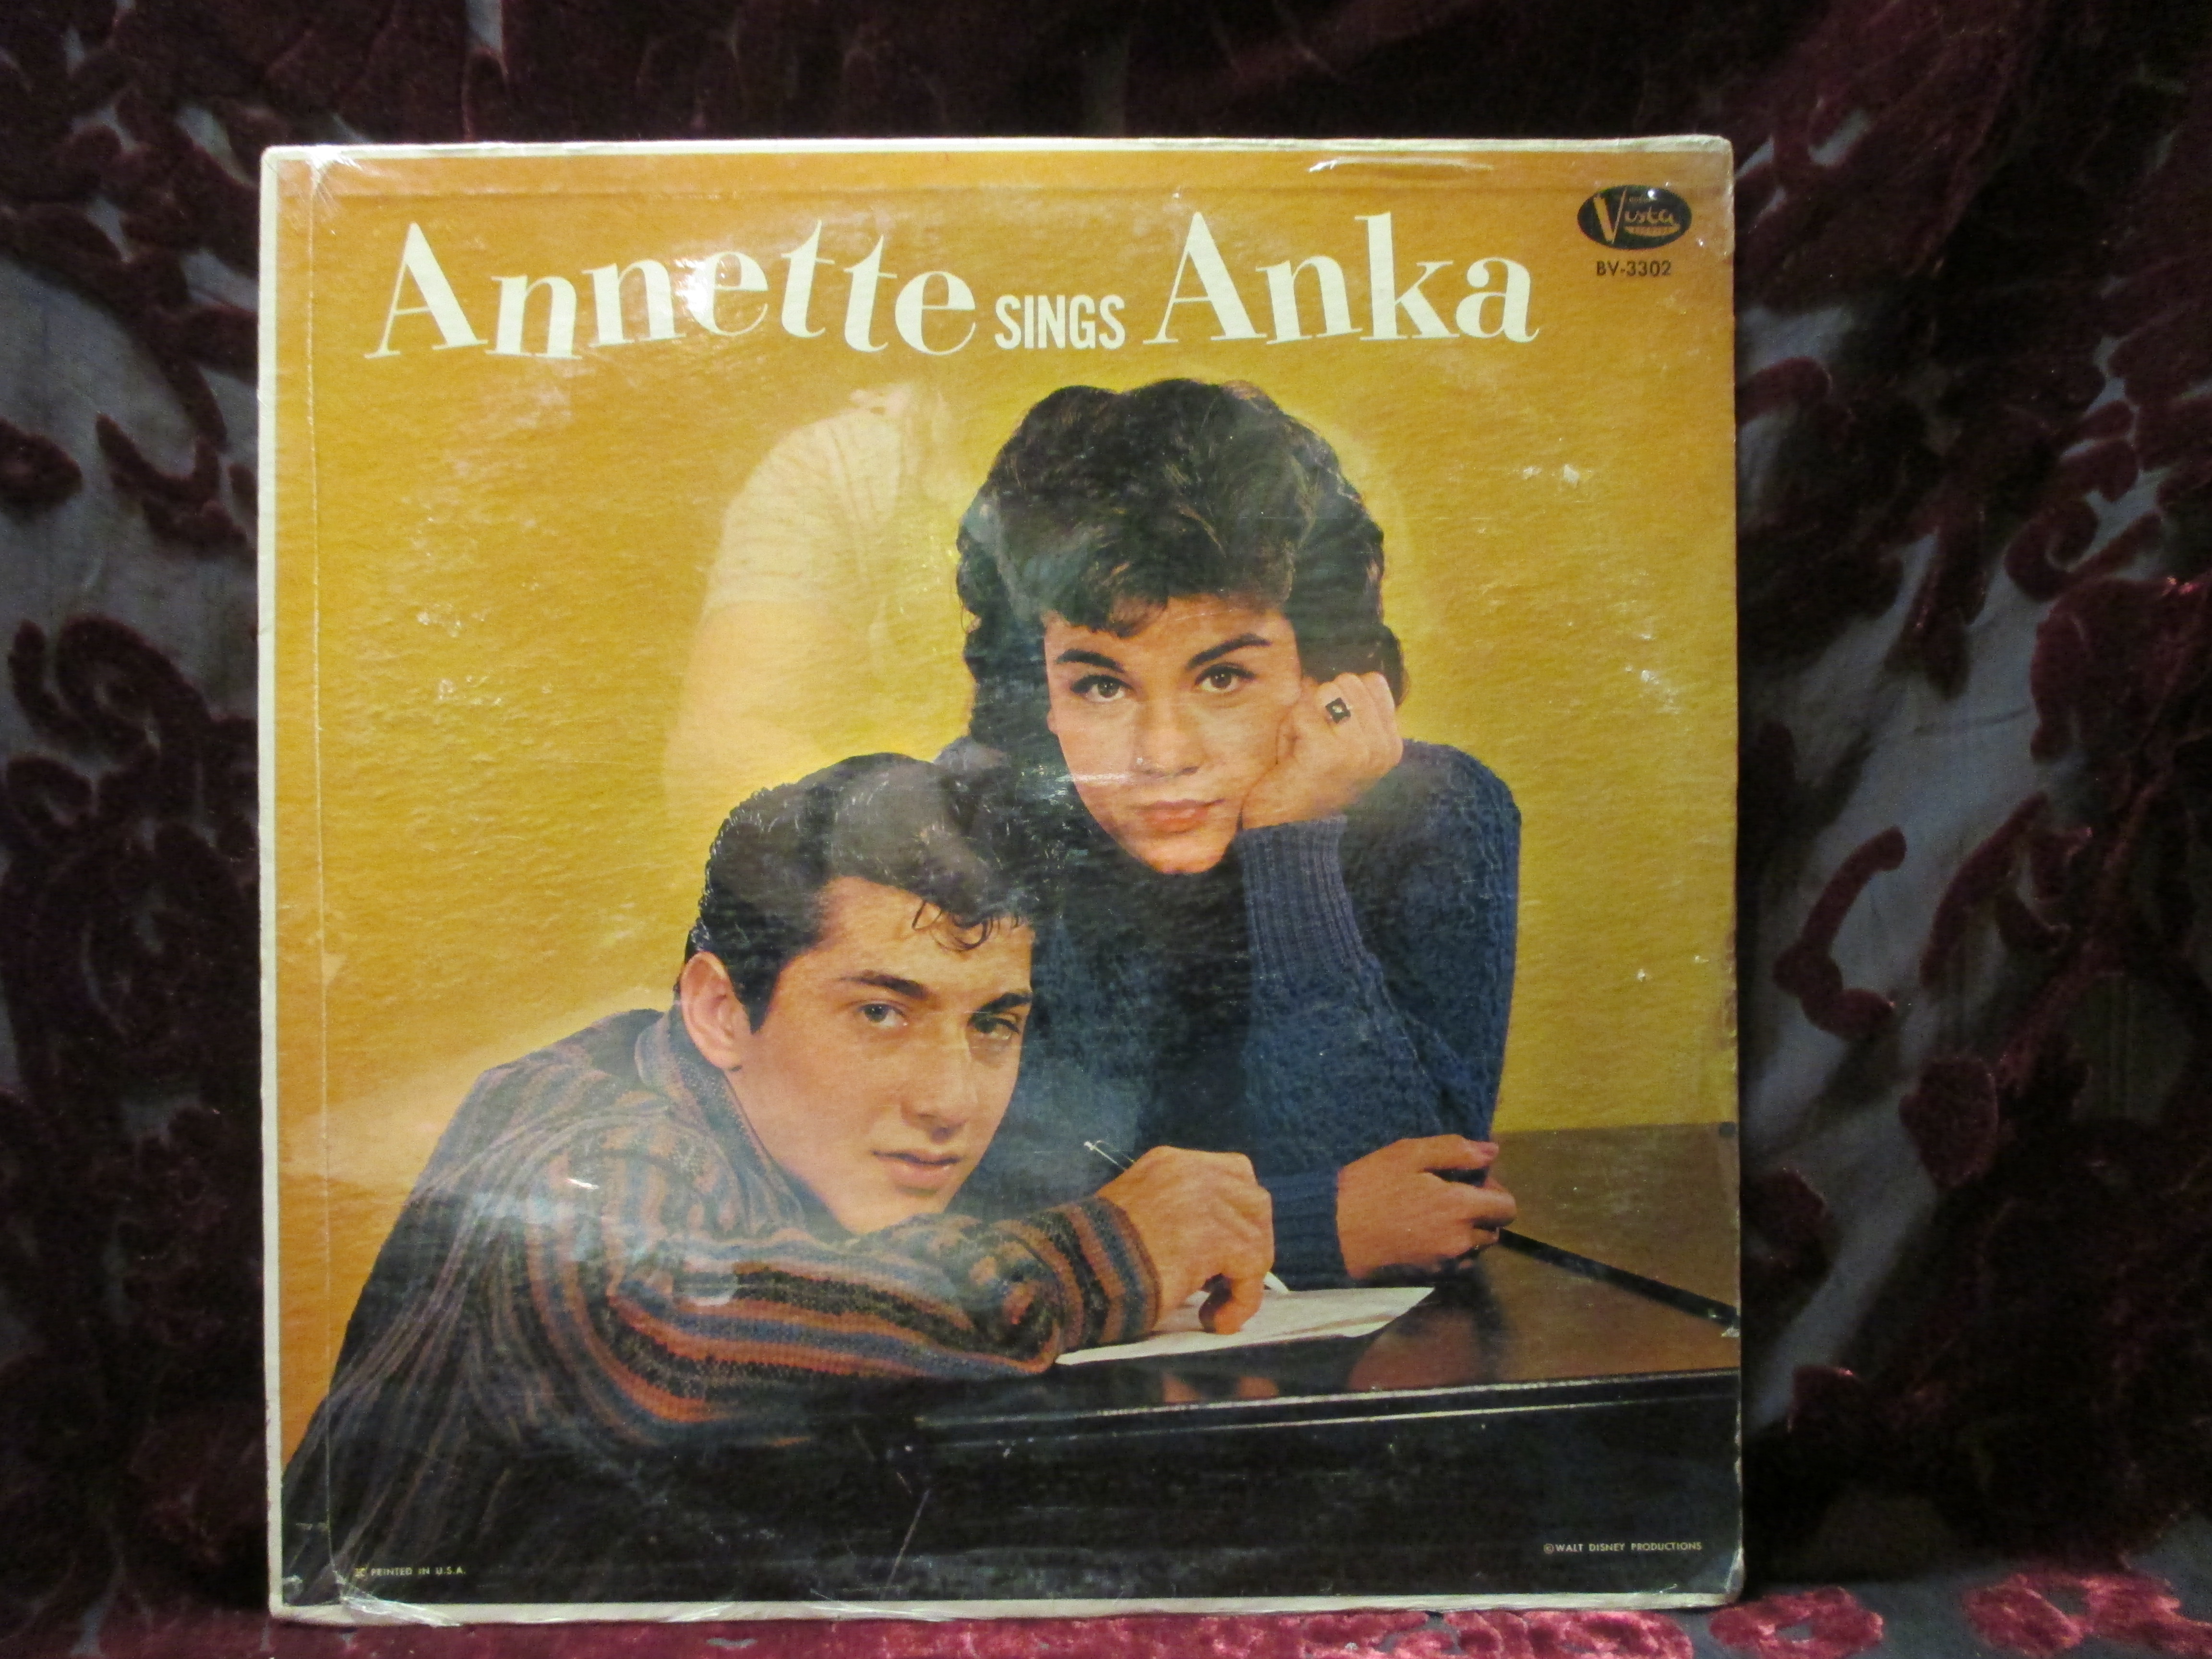 Annette SINGS Anka
Vista
BV-3302
©WALT DISNEY PRODUCTIONS
PRINTED IN U.S.A.